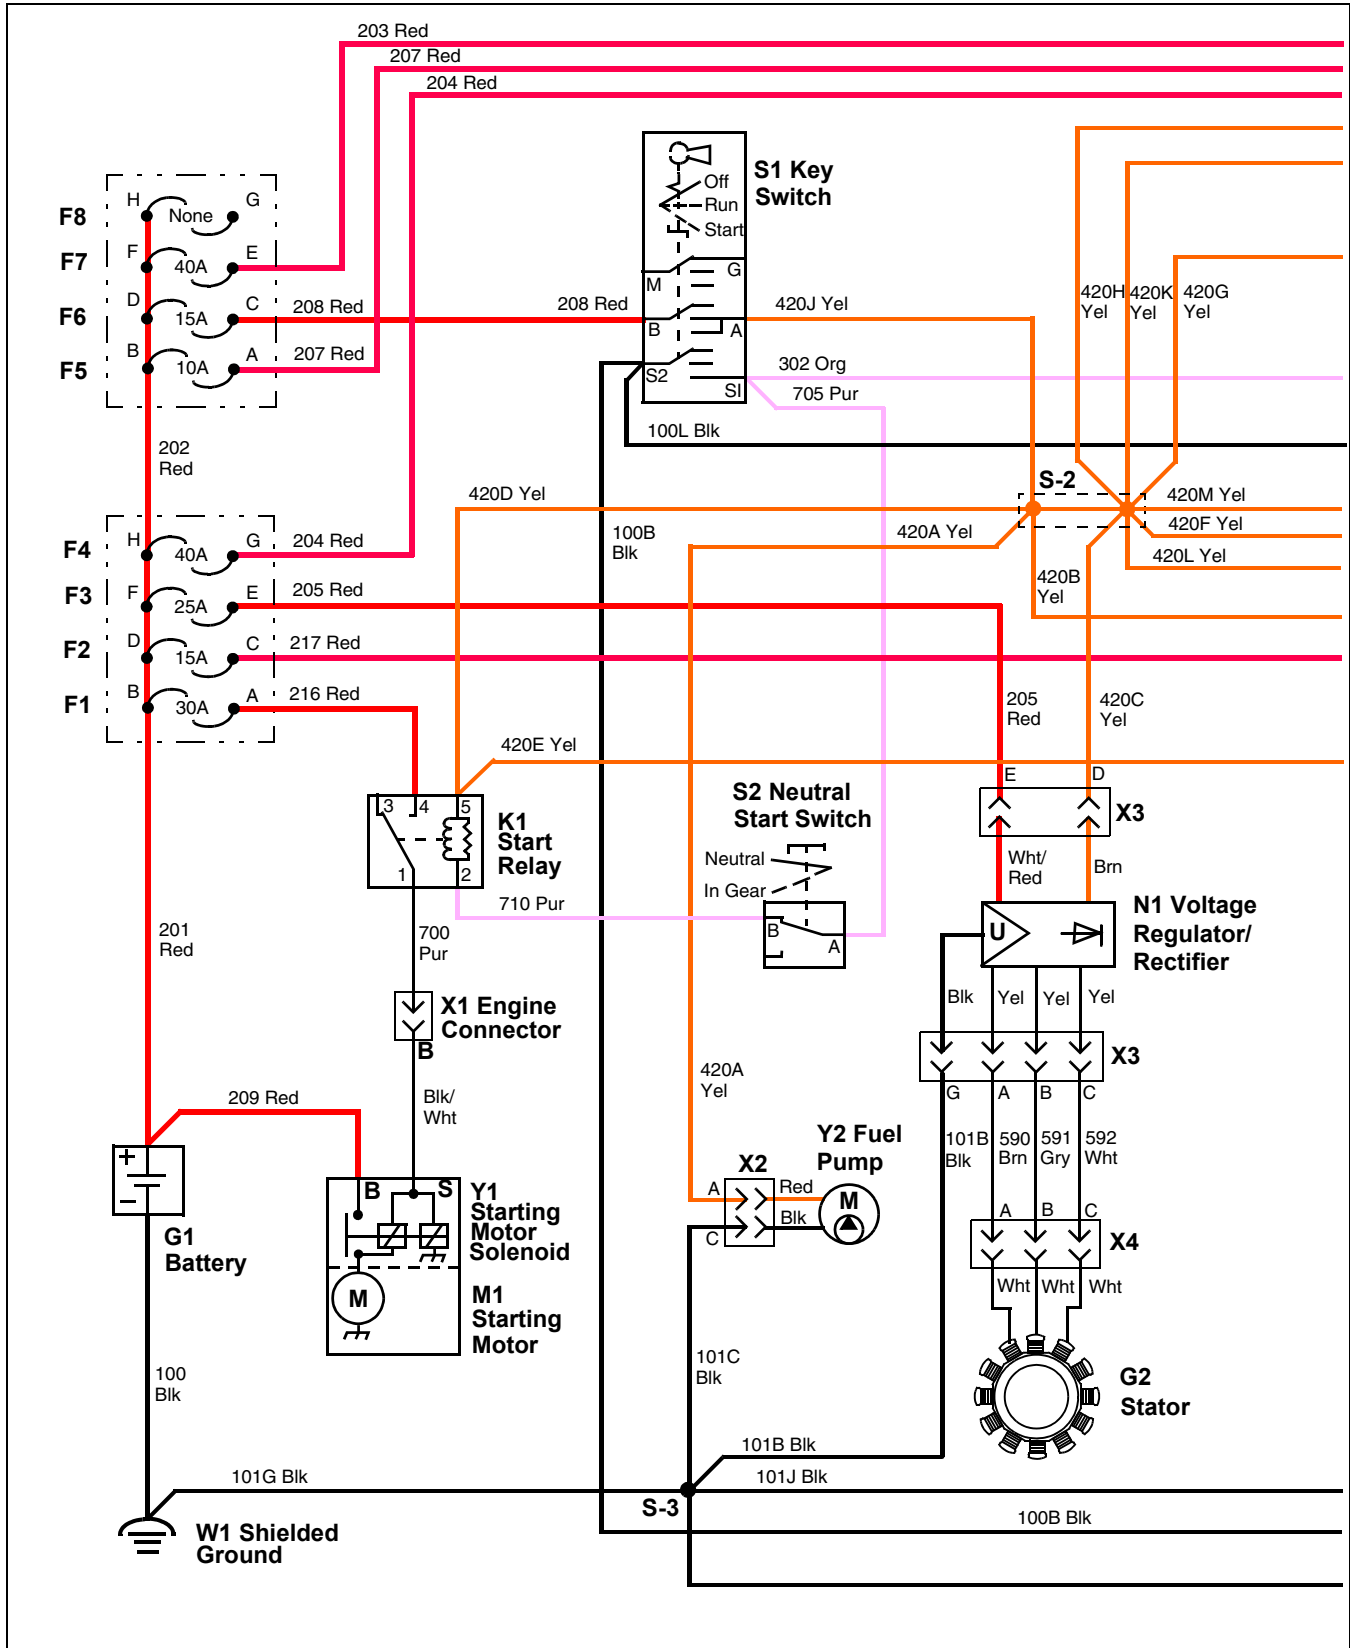 203 Red
207 Red
204 Red
S1 Key
Switch
Off
Run
Start
H
None
G
F8
F
40A
E
F7
D
15A
C
F6
B
10A
A
F5
208 Red
208 Red
207 Red
M
G
B
A
S2
SI
420J Yel
302 Org
705 Pur
100L Blk
420H
Yel
420K
Yel
420G
Yel
202
Red
S-2
420D Yel
100B
Blk
420A Yel
420M Yel
420F Yel
420L Yel
420B
Yel
H
40A
G
F4
204 Red
F
25A
E
F3
205 Red
D
15A
C
F2
217 Red
B
30A
A
F1
216 Red
205
Red
420C
Yel
420E Yel
E
D
X3
3
4
5
1
2
K1
Start
Relay
S2 Neutral
Start Switch
Neutral
In Gear
B
A
Wht/
Red
Brn
710 Pur
201
Red
700
Pur
N1 Voltage
Regulator/
Rectifier
U
Blk
Yel
Yel
Yel
X1 Engine
Connector
B
X3
G
A
B
C
420A
Yel
209 Red
Blk/
Wht
101B
Blk
590
Brn
591
Gry
592
Wht
Y2 Fuel
Pump
X2
A
Red
M
Blk
C
+
−
G1
Battery
B
S
Y1
Starting
Motor
Solenoid
A
B
C
X4
Wht
Wht
Wht
M
M1
Starting
Motor
100
Blk
101C
Blk
G2
Stator
101B Blk
101G Blk
101J Blk
S-3
100B Blk
W1 Shielded
Ground